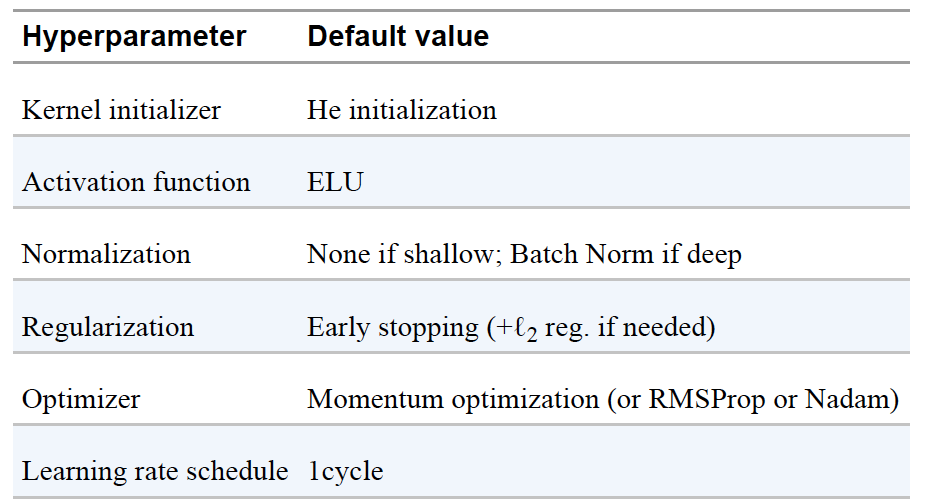 Hyperparameter Default value
Kernel initializer He initialization
Activation function ELU
Normalization None if shallow; Batch Norm if deep
Regularization Early stopping (+ℓ₂ reg. if needed)
Optimizer Momentum optimization (or RMSProp or Nadam)
Learning rate schedule 1cycle